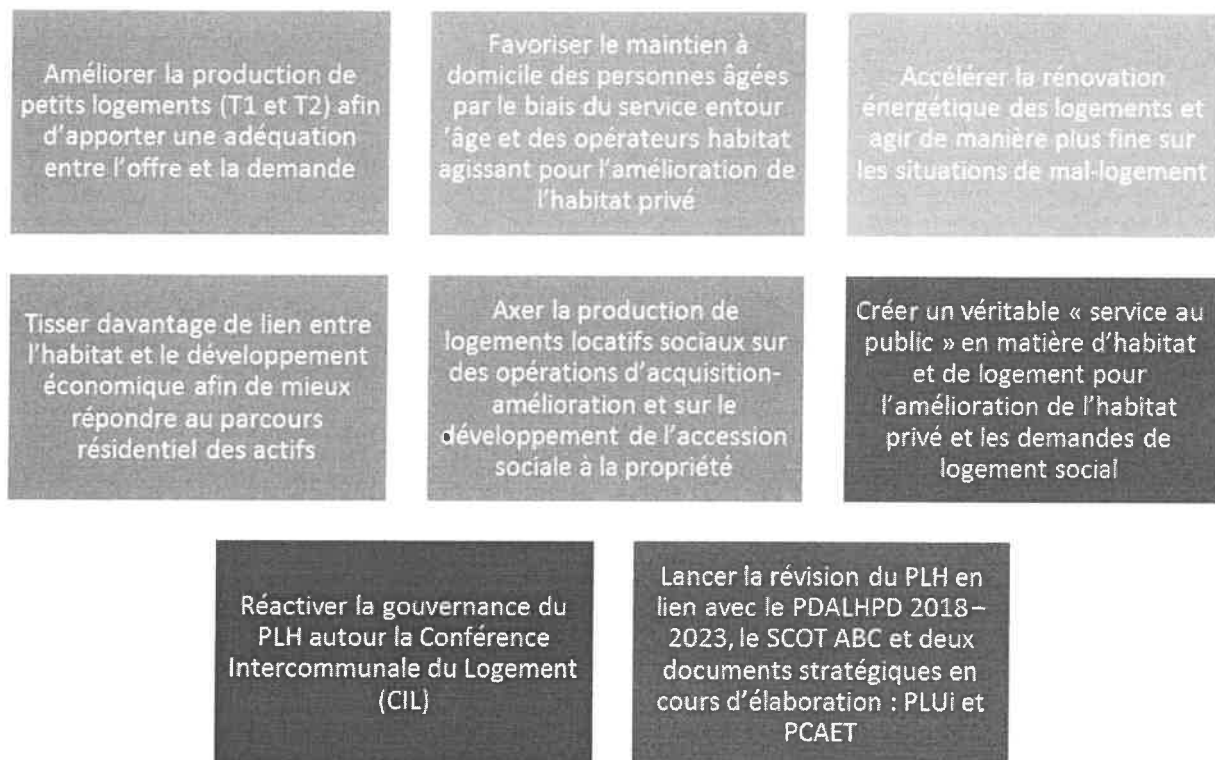 Améliorer la production de
petits logements (T1 et T2) afin
d'apporter une adéquation
entre l'offre et la demande
Favoriser le maintien à
domicile des personnes âgées
par le biais du service entour
'âge et des opérateurs habitat
agissant pour l'amélioration de
l'habitat privé
Accélérer la rénovation
énergétique des logements et
agir de manière plus fine sur
les situations de mal-logement
Tisser davantage de lien entre
l'habitat et le développement
économique afin de mieux
répondre au parcours
résidentiel des actifs
Axer la production de
logements locatifs sociaux sur
des opérations d'acquisition-
amélioration et sur le
développement de l'accession
sociale à la propriété
Créer un véritable « service au
public » en matière d'habitat
et de logement pour
l'amélioration de l'habitat
privé et les demandes de
logement social
Réactiver la gouvernance du
PLH autour la Conférence
Intercommunale du Logement
(CIL)
Lancer la révision du PLH en
lien avec le PDALHPD 2018–
2023, le SCOT ABC et deux
documents stratégiques en
cours d'élaboration : PLUi et
PCAET